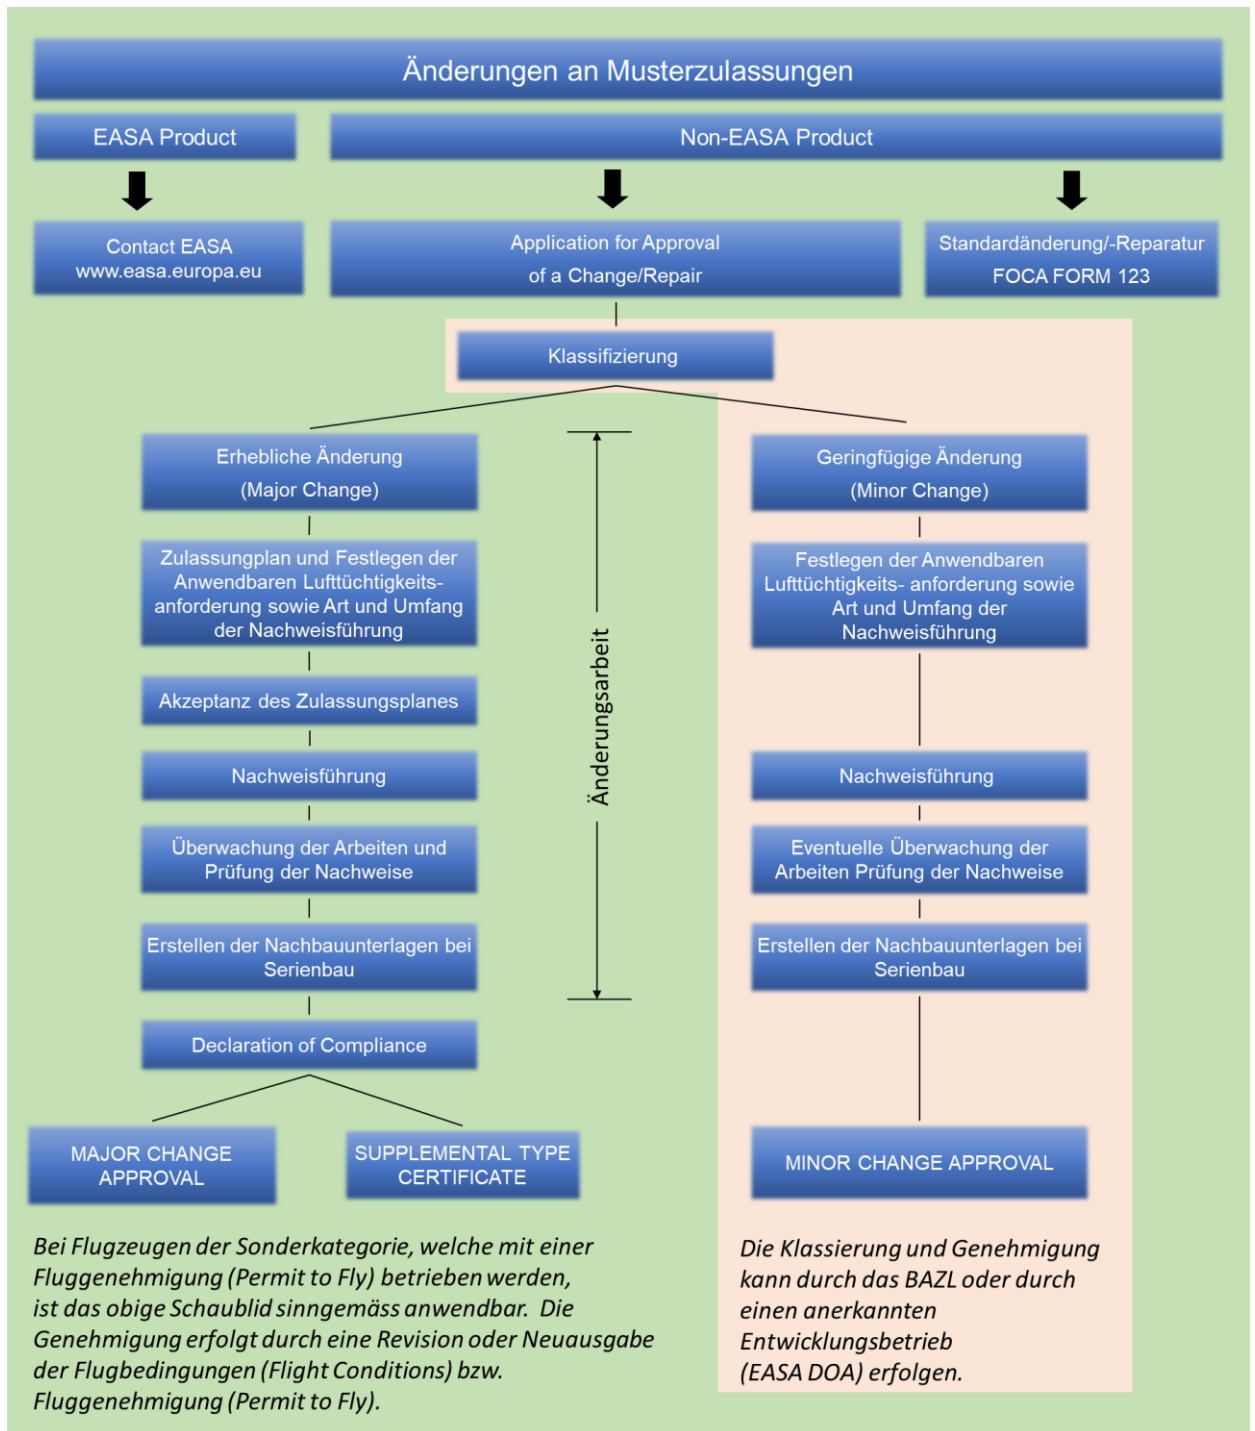 Änderungen an Musterzulassungen
EASA Product
Non-EASA Product
Contact EASA
www.easa.europa.eu
Application for Approval
of a Change/Repair
Standardänderung/-Reparatur
FOCA FORM 123
Klassifizierung
Erhebliche Änderung
(Major Change)
Zulassungplan und Festlegen der
Anwendbaren Lufttüchtigkeits-
anforderung sowie Art und Umfang
der Nachweisführung
Akzeptanz des Zulassungsplanes
Nachweisführung
Überwachung der Arbeiten und
Prüfung der Nachweise
Erstellen der Nachbauunterlagen bei
Serienbau
Declaration of Compliance
MAJOR CHANGE
APPROVAL
SUPPLEMENTAL TYPE
CERTIFICATE
Änderungsarbeit
Geringfügige Änderung
(Minor Change)
Festlegen der Anwendbaren
Lufttüchtigkeits- anforderung sowie
Art und Umfang der
Nachweisführung
Nachweisführung
Eventuelle Überwachung der
Arbeiten Prüfung der Nachweise
Erstellen der Nachbauunterlagen bei
Serienbau
MINOR CHANGE APPROVAL
Bei Flugzeugen der Sonderkategorie, welche mit einer
Fluggenehmigung (Permit to Fly) betrieben werden,
ist das obige Schaublid sinngemäss anwendbar. Die
Genehmigung erfolgt durch eine Revision oder Neuausgabe
der Flugbedingungen (Flight Conditions) bzw.
Fluggenehmigung (Permit to Fly).
Die Klassierung und Genehmigung
kann durch das BAZL oder durch
einen anerkannten
Entwicklungsbetrieb
(EASA DOA) erfolgen.